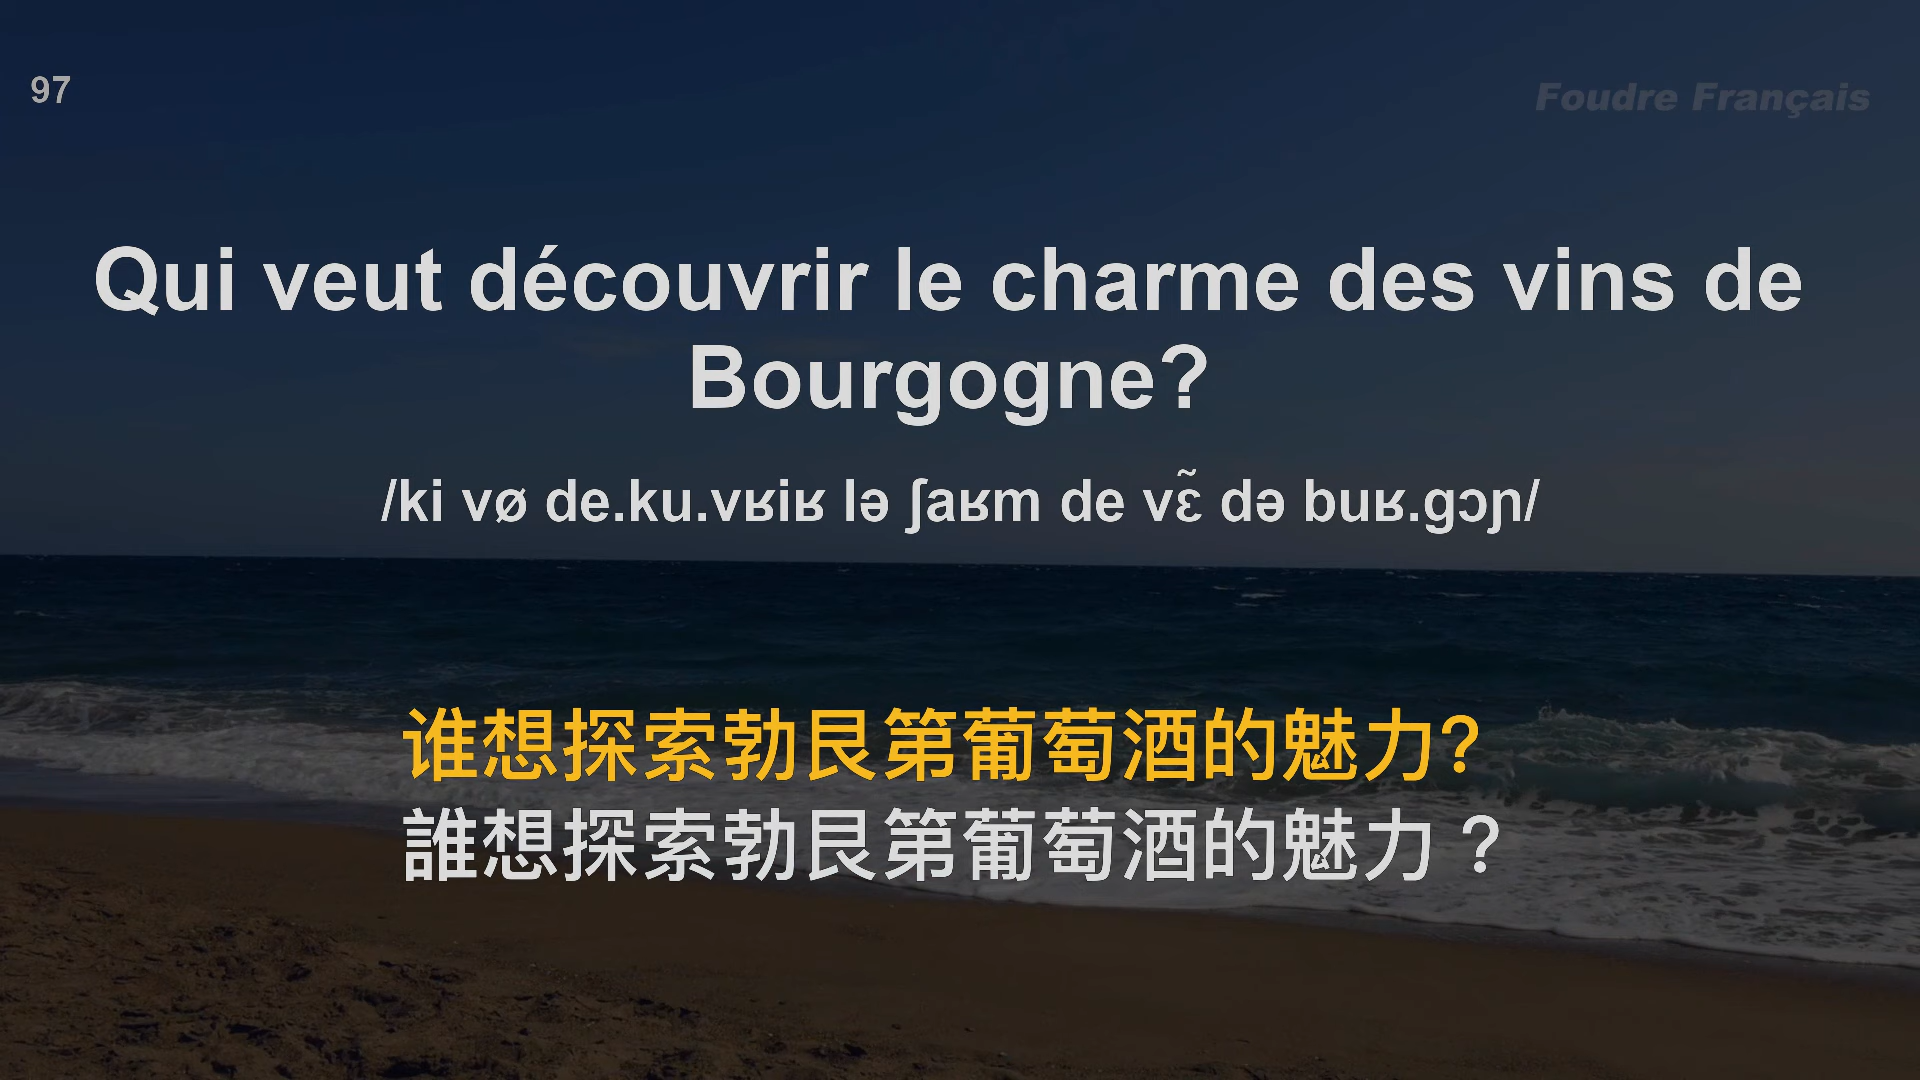 97
Foudre Français
Qui veut découvrir le charme des vins de
Bourgogne?
/ki vø de.ku.vʁiʁ lə ʃaʁm de vɛ̃ də buʁ.gɔɲ/
谁想探索勃艮第葡萄酒的魅力?
誰想探索勃艮第葡萄酒的魅力？